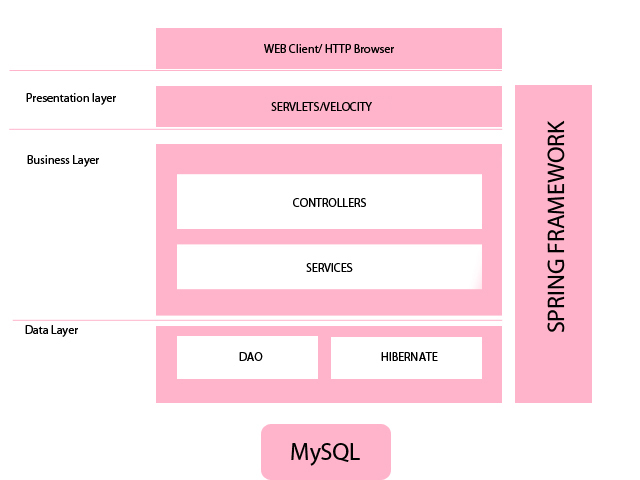 WEB Client/ HTTP Browser
Presentation layer
SERVLETS/VELOCITY
Business Layer
CONTROLLERS
SERVICES
Data Layer
DAO
HIBERNATE
SPRING FRAMEWORK
MySQL